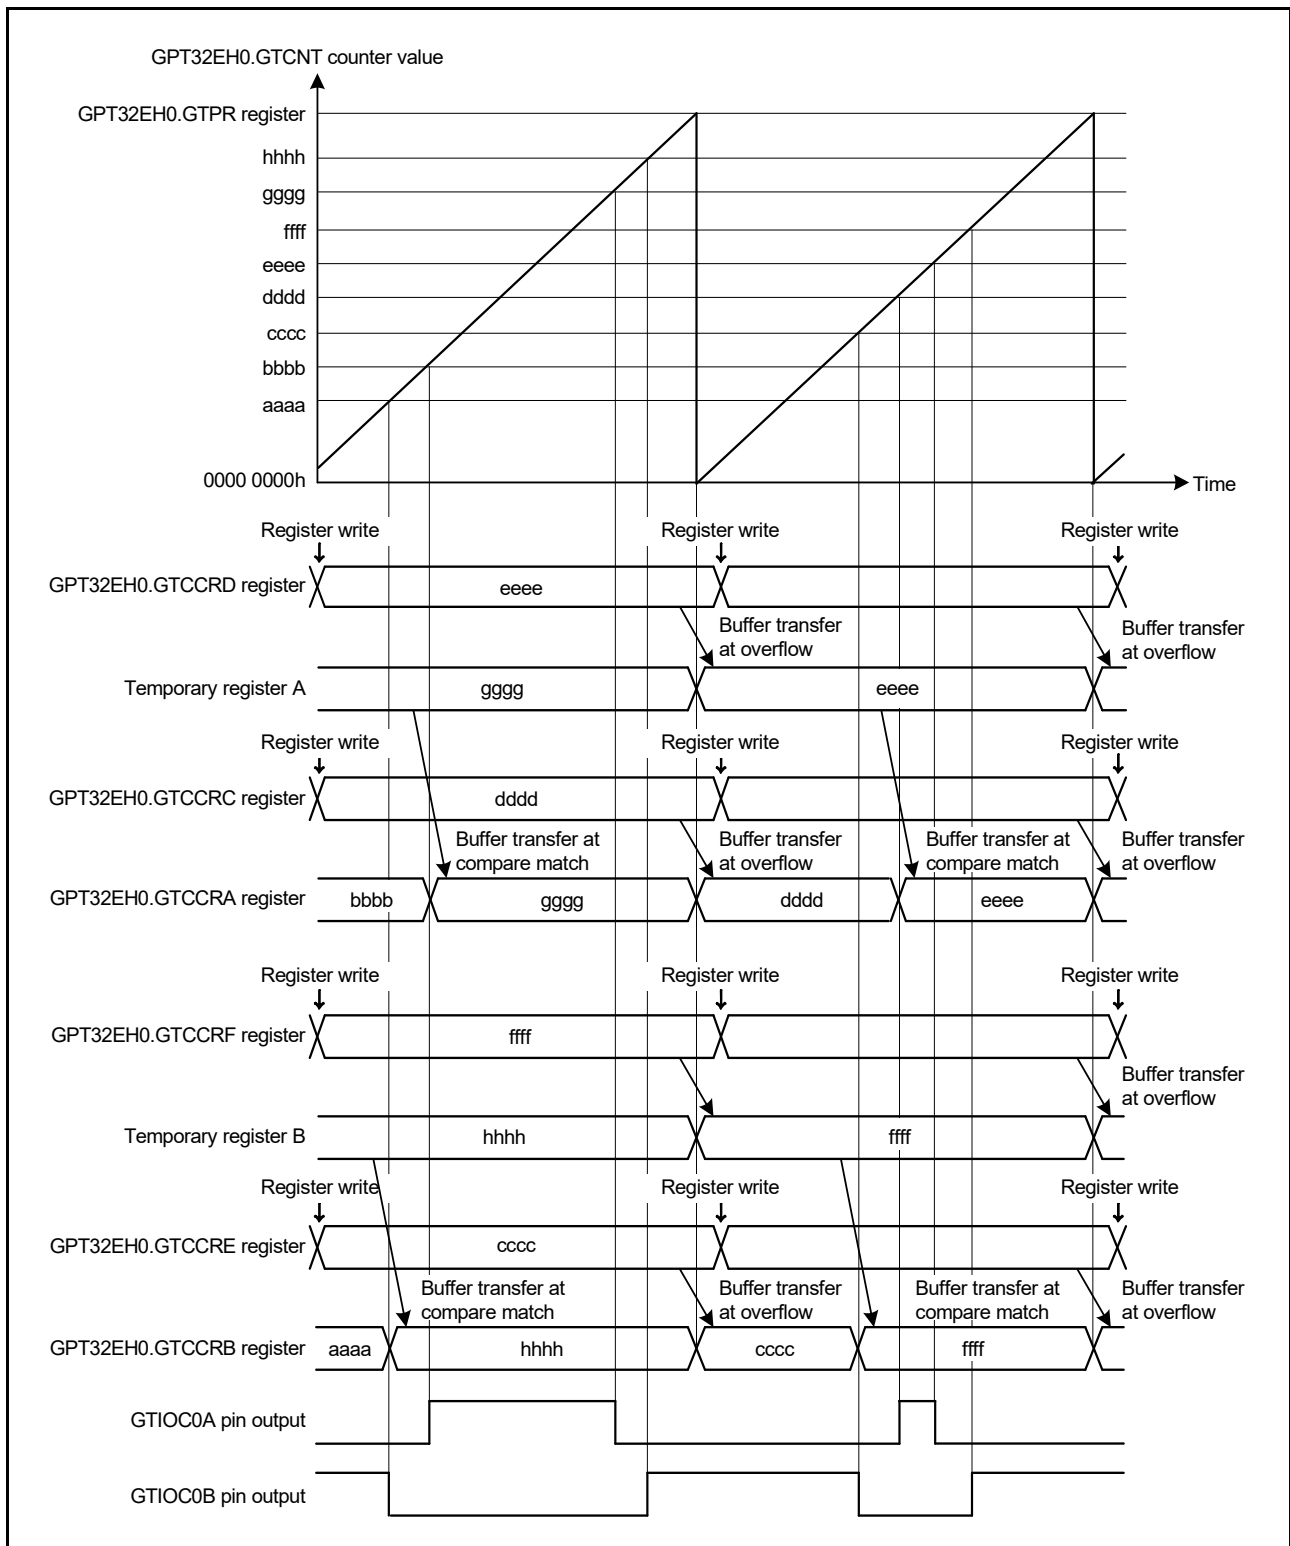 GPT32EH0.GTCNT counter value
GPT32EH0.GTPR register
hhhh
gggg
ffff
eeee
dddd
cccc
bbbb
aaaa
0000 0000h
Time
Register write Register write Register write
GPT32EH0.GTCCRD register eeee
Buffer transfer
at overflow
Buffer transfer
at overflow
Temporary register A gggg eeee
Register write Register write Register write
GPT32EH0.GTCCRC register dddd
Buffer transfer at
compare match
Buffer transfer
at overflow
Buffer transfer at
compare match
Buffer transfer
at overflow
GPT32EH0.GTCCRA register bbbb gggg dddd eeee
Register write Register write Register write
GPT32EH0.GTCCRF register ffff
Buffer transfer
at overflow
Temporary register B hhhh ffff
Register write Register write Register write
GPT32EH0.GTCCRE register cccc
Buffer transfer at
compare match
Buffer transfer
at overflow
Buffer transfer at
compare match
Buffer transfer
at overflow
GPT32EH0.GTCCRB register aaaa hhhh cccc ffff
GTIOC0A pin output
GTIOC0B pin output